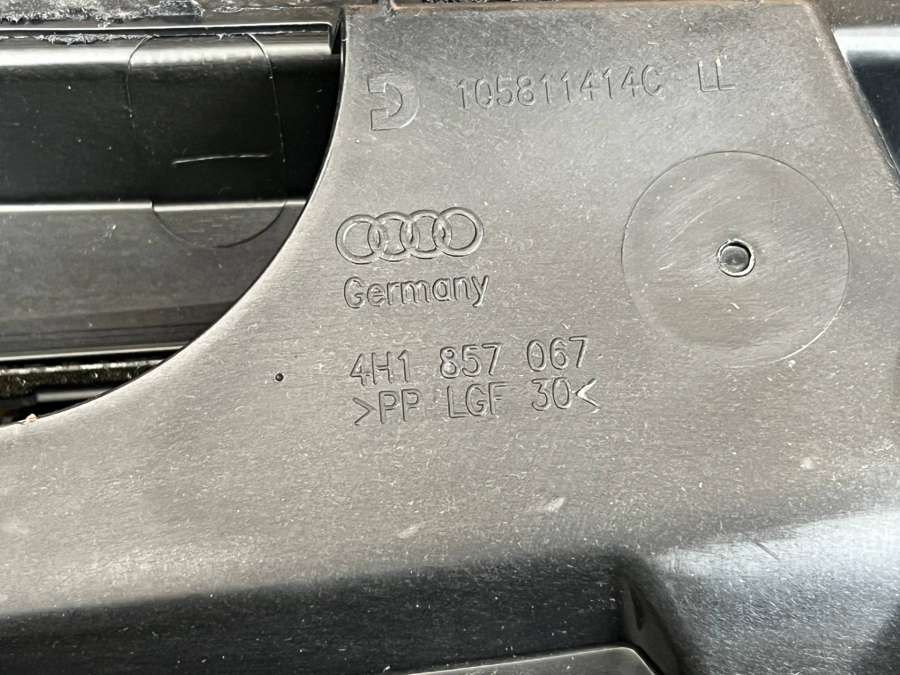 105811414C LL
Germany
4H1 857 067
>PP LGF 30<